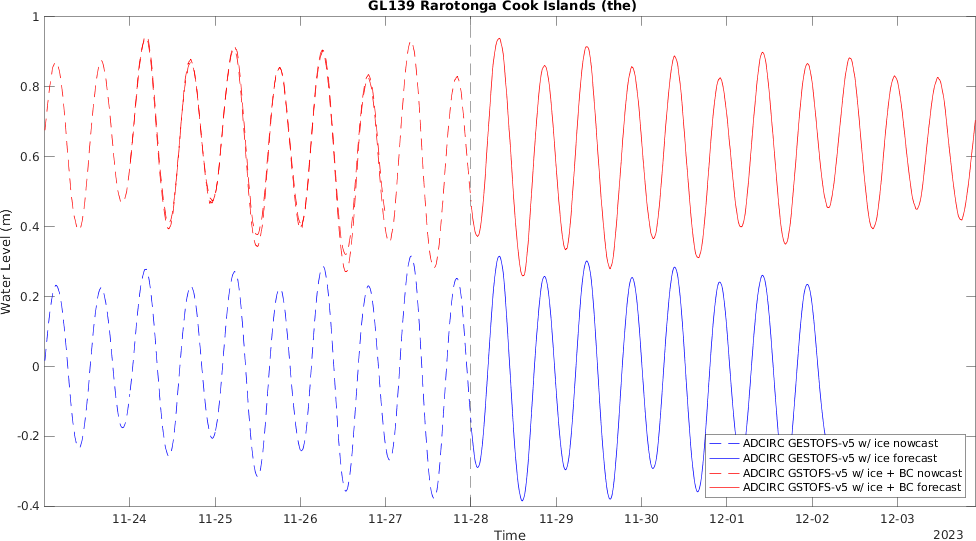 GL139 Rarotonga Cook Islands (the)
Water Level (m)
1
0.8
0.6
0.4
0.2
0
-0.2
-0.4
ADCIRC GESTOFS-v5 w/ ice nowcast
ADCIRC GESTOFS-v5 w/ ice forecast
ADCIRC GSTOFS-v5 w/ ice + BC nowcast
ADCIRC GSTOFS-v5 w/ ice + BC forecast
11-24 11-25 11-26 11-27 11-28 11-29 11-30 12-01 12-02 12-03
Time
2023